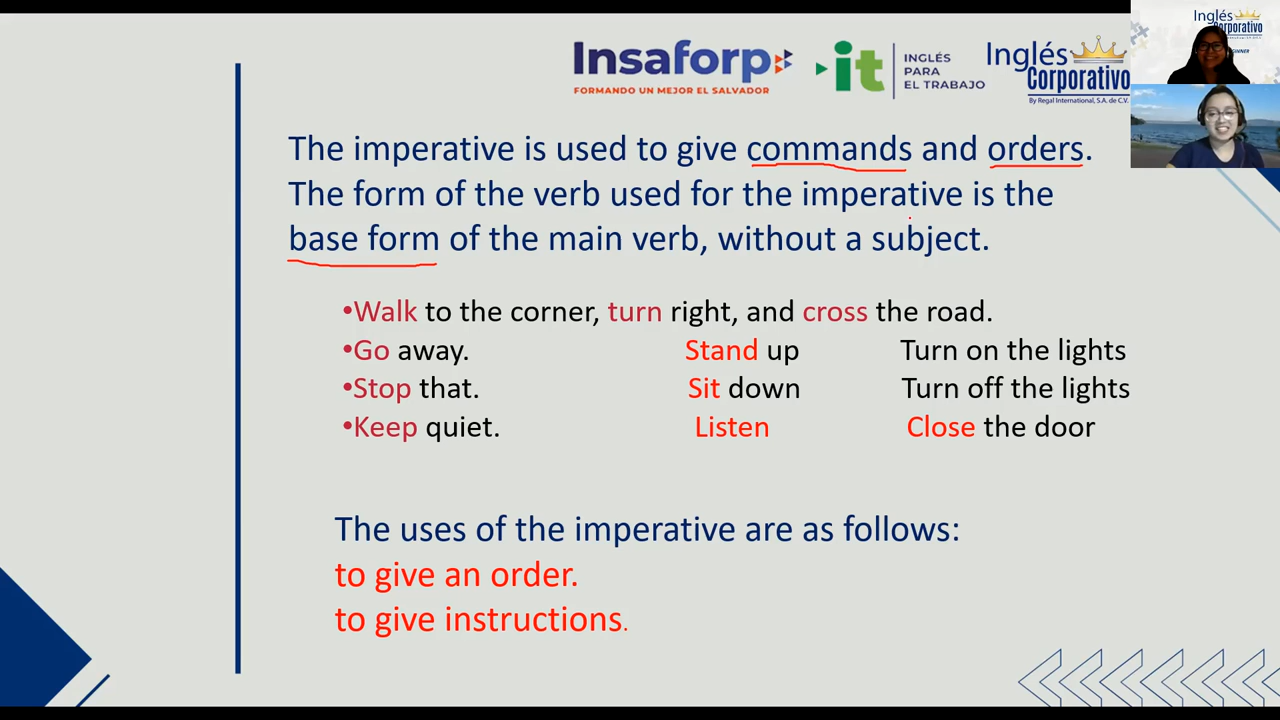 Insaforp
FORMANDO UN MEJOR EL SALVADOR
it
INGLÉS
PARA
EL TRABAJO
Inglés
Corporativo
By Regal International, S.A. de C.V.
Inglés
Corporativo
The imperative is used to give commands and orders.
The form of the verb used for the imperative is the
base form of the main verb, without a subject.
•Walk to the corner, turn right, and cross the road.
•Go away. Stand up Turn on the lights
•Stop that. Sit down Turn off the lights
•Keep quiet. Listen Close the door
The uses of the imperative are as follows:
to give an order.
to give instructions.